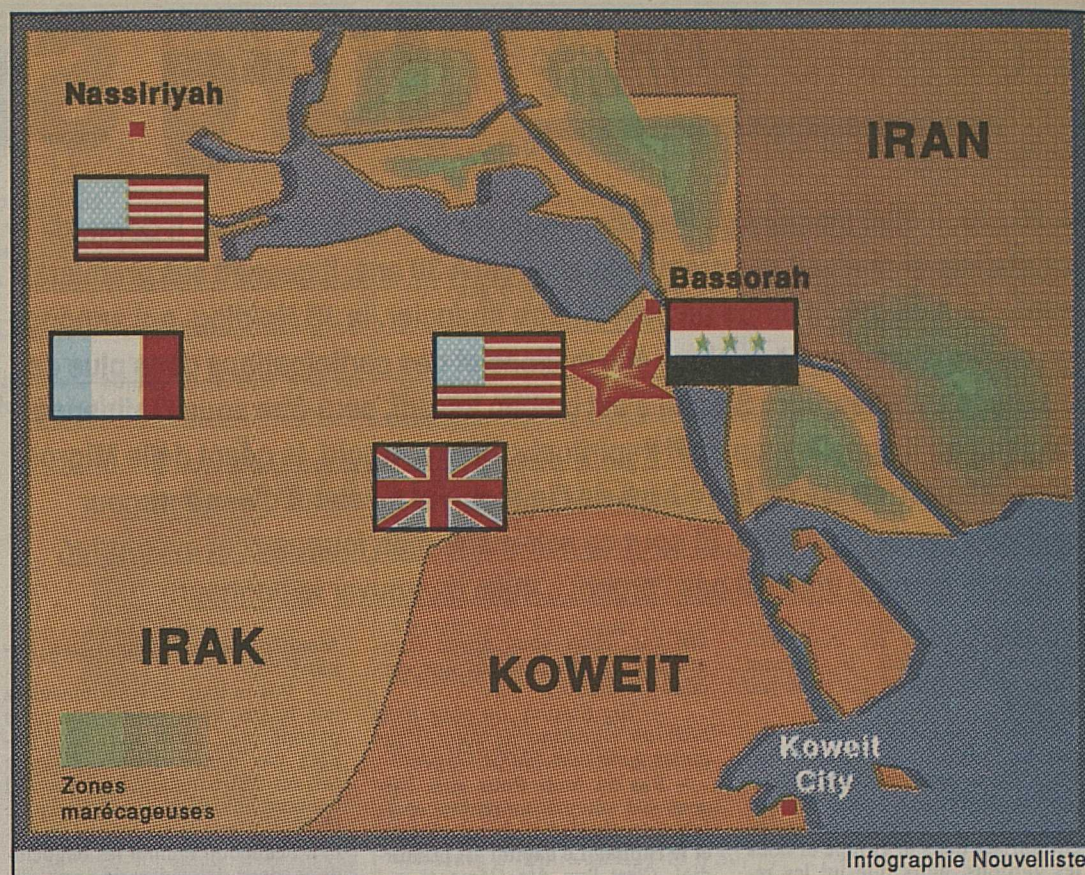 Nassiriyah
IRAN
Bassorah
IRAK
KOWEIT
Koweit
City
Zones
marécageuses
Infographie Nouvelliste